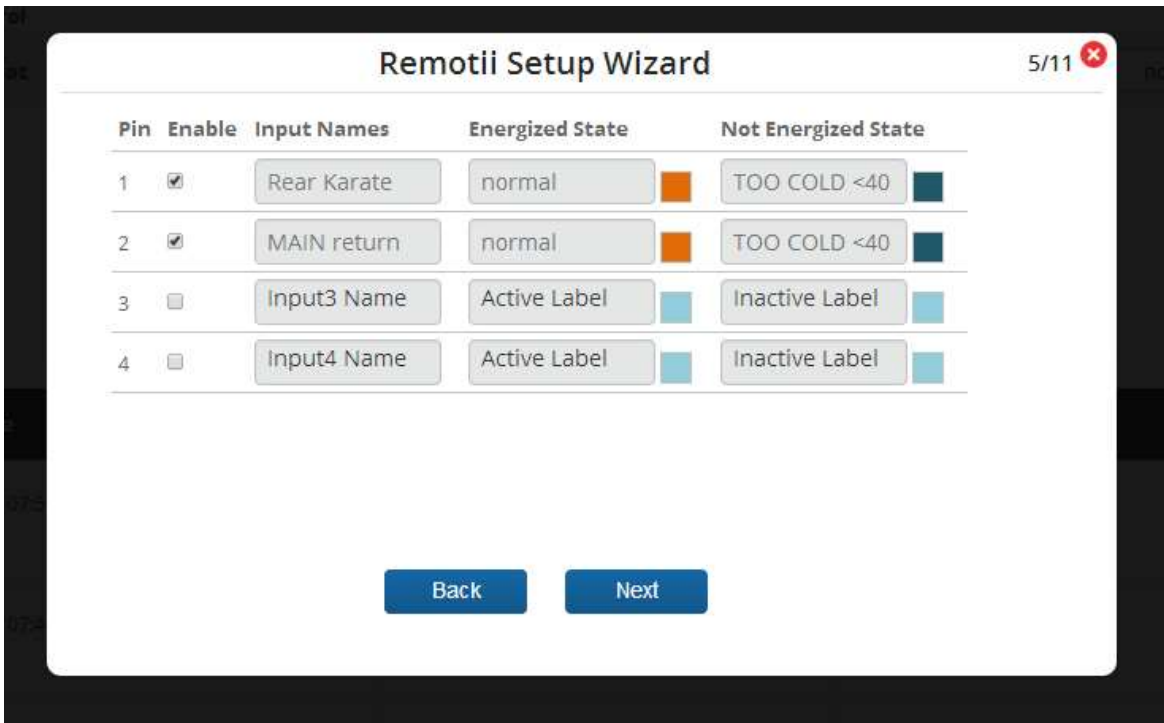 Remotii Setup Wizard 5/11
Pin Enable Input Names Energized State Not Energized State
1 Rear Karate normal TOO COLD <40
2 MAIN return normal TOO COLD <40
3 Input3 Name Active Label Inactive Label
4 Input4 Name Active Label Inactive Label
Back Next